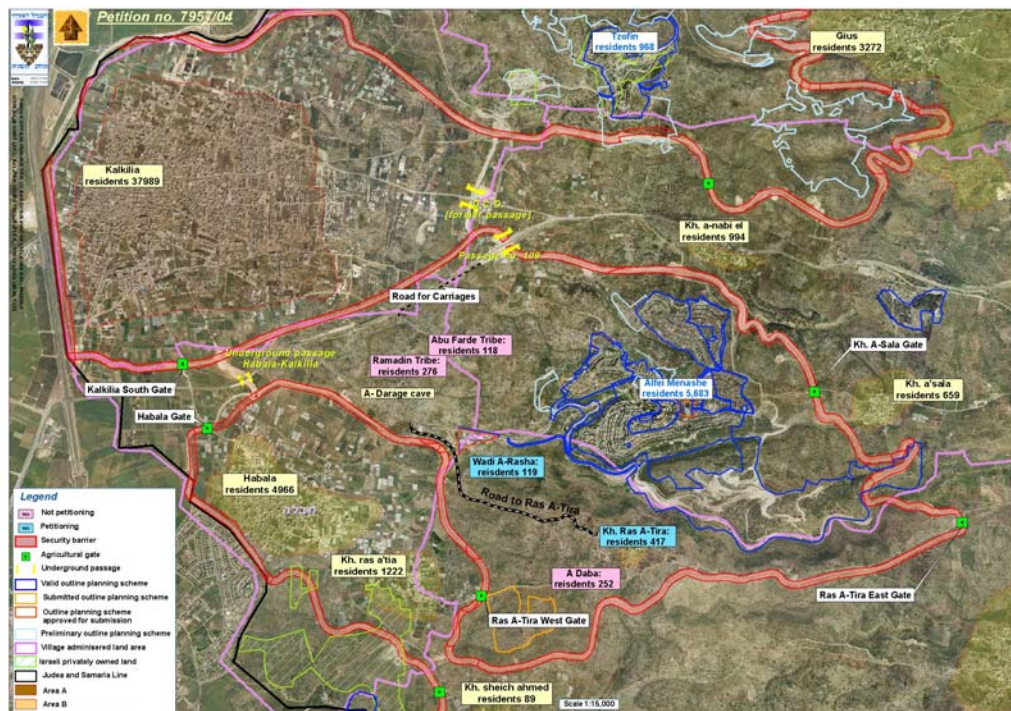 Petition no. 7957/04
Tzofin
residents 968
Gius
residents 3272
Kalkilia
residents 37989
D.C.O.
(former passage)
Kh. a-nabi el
residents 994
Passage No. 109
Road for Carriages
Abu Farde Tribe:
residents 118
Underground passage
Habala-Kalkilia
Ramadin Tribe:
reisdents 276
Kh. A-Sala Gate
Kalkilia South Gate
A- Darage cave
Alfei Menashe
residents 5,683
Kh. a'sala
residents 659
Habala Gate
Wadi A-Rasha:
reisdents 119
Habala
residents 4966
Road to Ras A-Tira
Kh. Ras A-Tira:
residents 417
Kh. ras a'tia
residents 1222
A Daba:
reisdents 252
Ras A-Tira East Gate
Ras A-Tira West Gate
Kh. sheich ahmed
residents 89
Scale 1:15,000
Legend
Not petitioning
Petitioning
Security barrier
Agricultural gate
Underground passage
Valid outline planning scheme
Submitted outline planning scheme
Outline planning scheme
approved for submission
Preliminary outline planning scheme
Village adminisered land area
Israeli privately owned land
Judea and Samaria Line
Area A
Area B